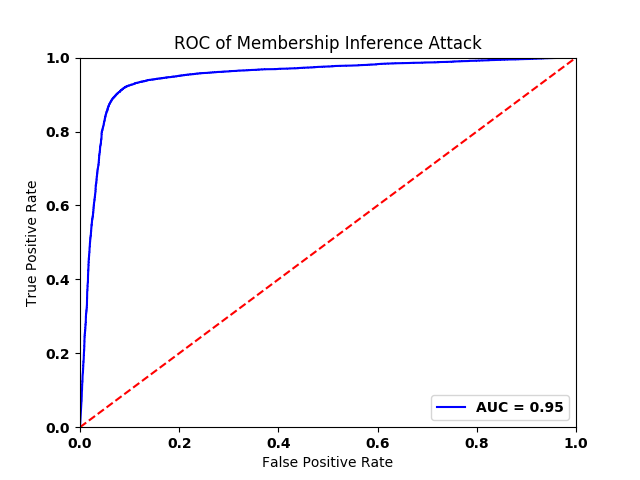 ROC of Membership Inference Attack
1.0
0.8
0.6
0.4
0.2
0.0
True Positive Rate
AUC = 0.95
0.0 0.2 0.4 0.6 0.8 1.0
False Positive Rate